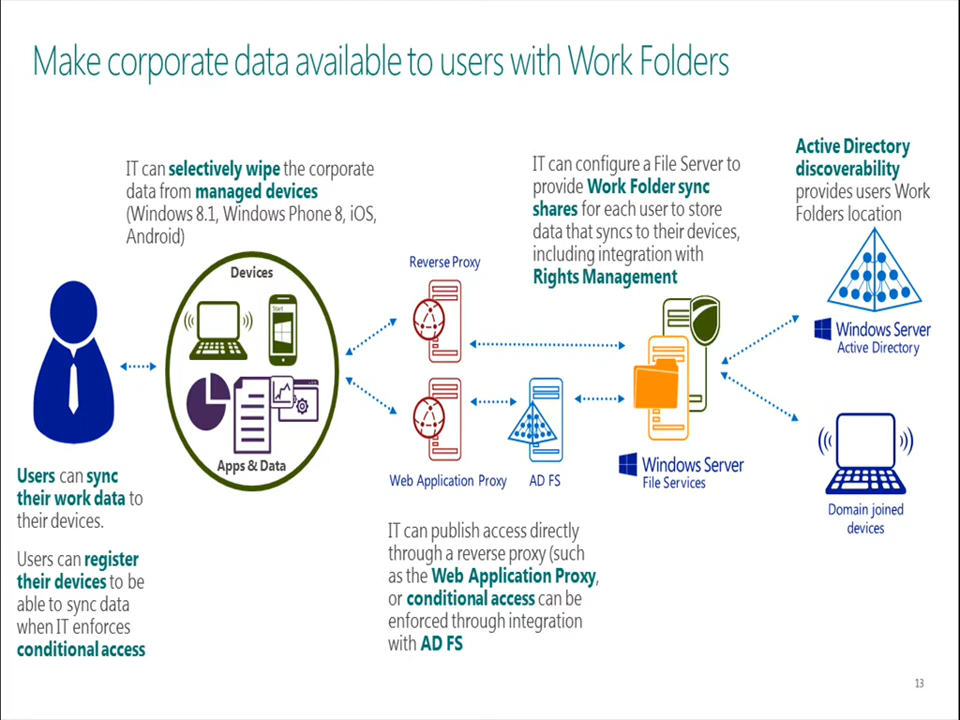 Make corporate data available to users with Work Folders
IT can selectively wipe the corporate
data from managed devices
(Windows 8.1, Windows Phone 8, iOS,
Android)
IT can configure a File Server to
provide Work Folder sync
shares for each user to store
data that syncs to their devices,
including integration with
Rights Management
Active Directory
discoverability
provides users Work
Folders location
Devices
Start
Apps & Data
Reverse Proxy
Web Application Proxy
AD FS
Windows Server
File Services
Windows Server
Active Directory
Domain joined
devices
Users can sync
their work data to
their devices.
Users can register
their devices to be
able to sync data
when IT enforces
conditional access
IT can publish access directly
through a reverse proxy (such
as the Web Application Proxy,
or conditional access can be
enforced through integration
with AD FS
13